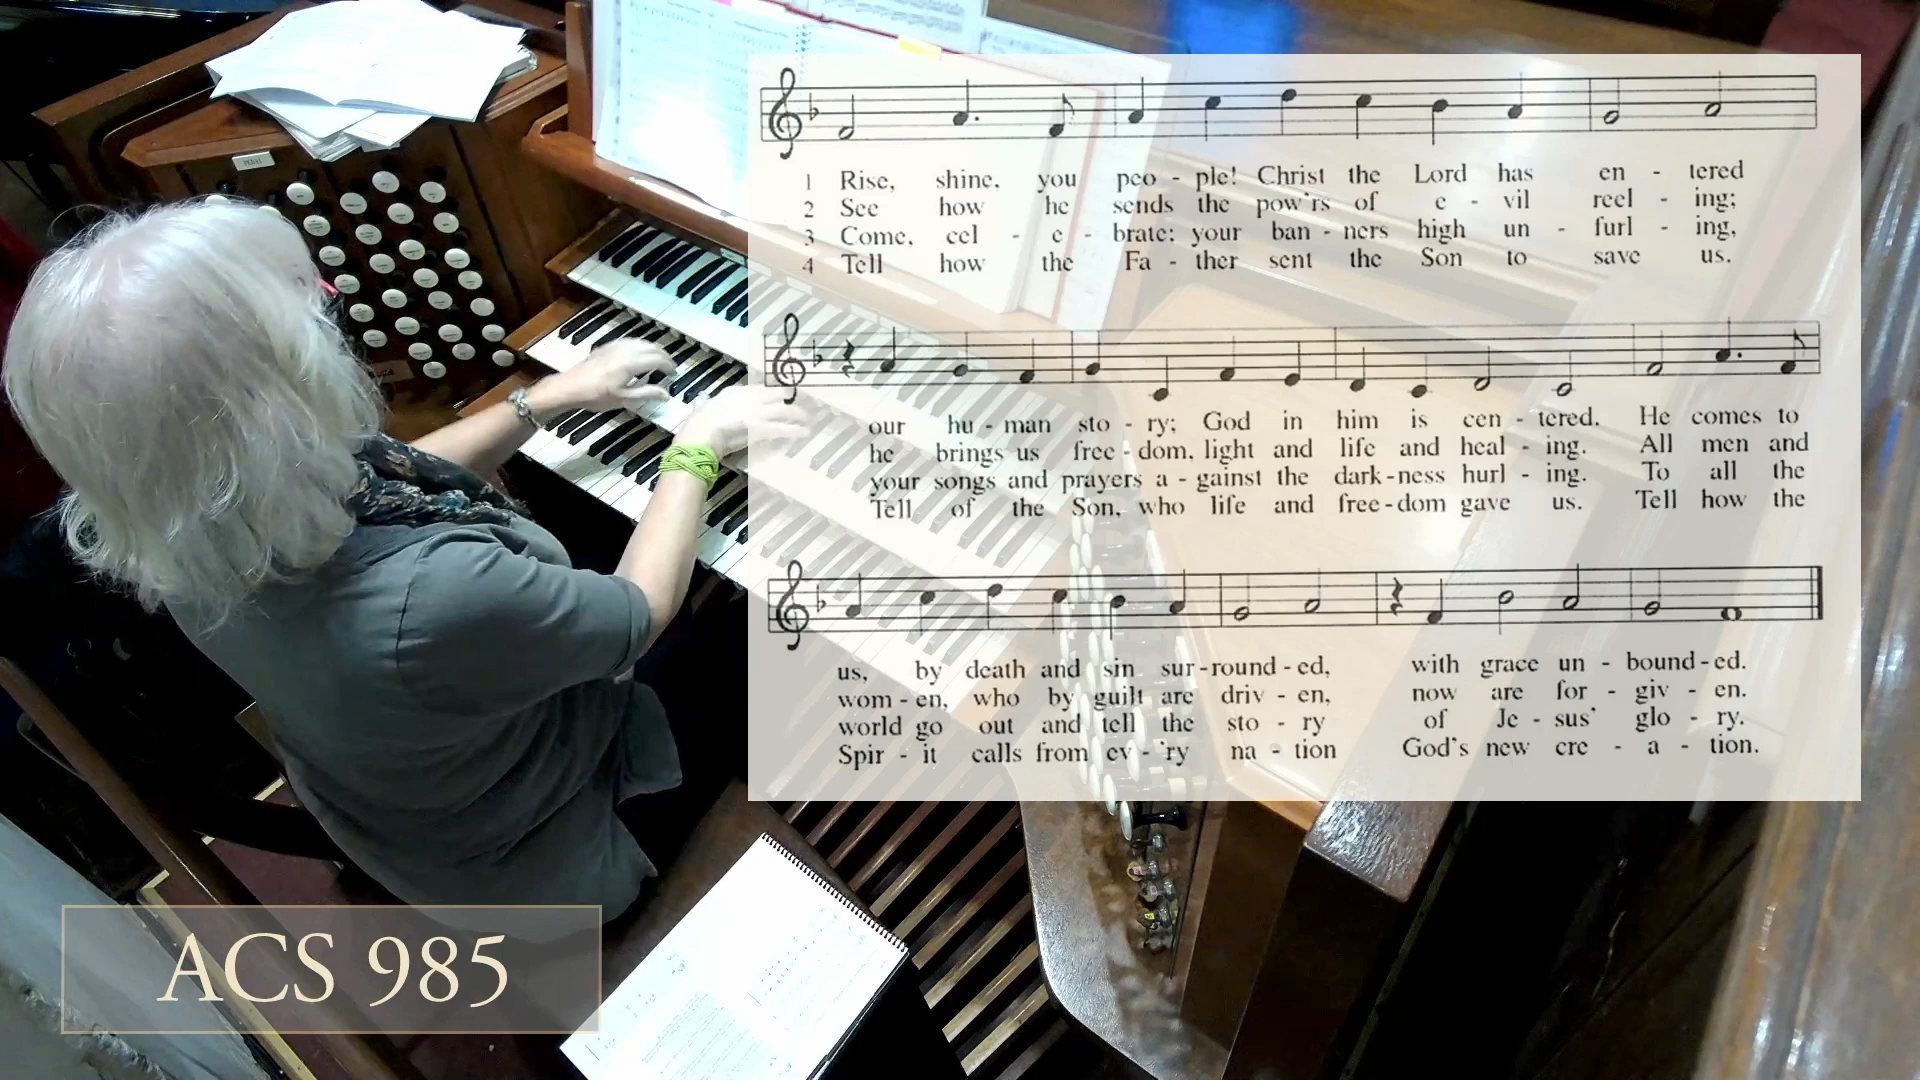 1 Rise, shine, you peo - ple! Christ the Lord has en - tered
2 See how he sends the pow'rs of e - vil reel - ing;
3 Come, cel - e - brate; your ban - ners high un - furl - ing,
4 Tell how the Fa - ther sent the Son to save us.
our hu - man sto - ry; God in him is cen - tered. He comes to
he brings us free - dom, light and life and heal - ing. All men and
your songs and prayers a - gainst the dark - ness hurl - ing. To all the
Tell of the Son, who life and free - dom gave us. Tell how the
us, by death and sin sur - round - ed, with grace un - bound - ed.
wom - en, who by guilt are driv - en, now are for - giv - en.
world go out and tell the sto - ry of Je - sus' glo - ry.
Spir - it calls from ev - 'ry na - tion God's new cre - a - tion.
ACS 985